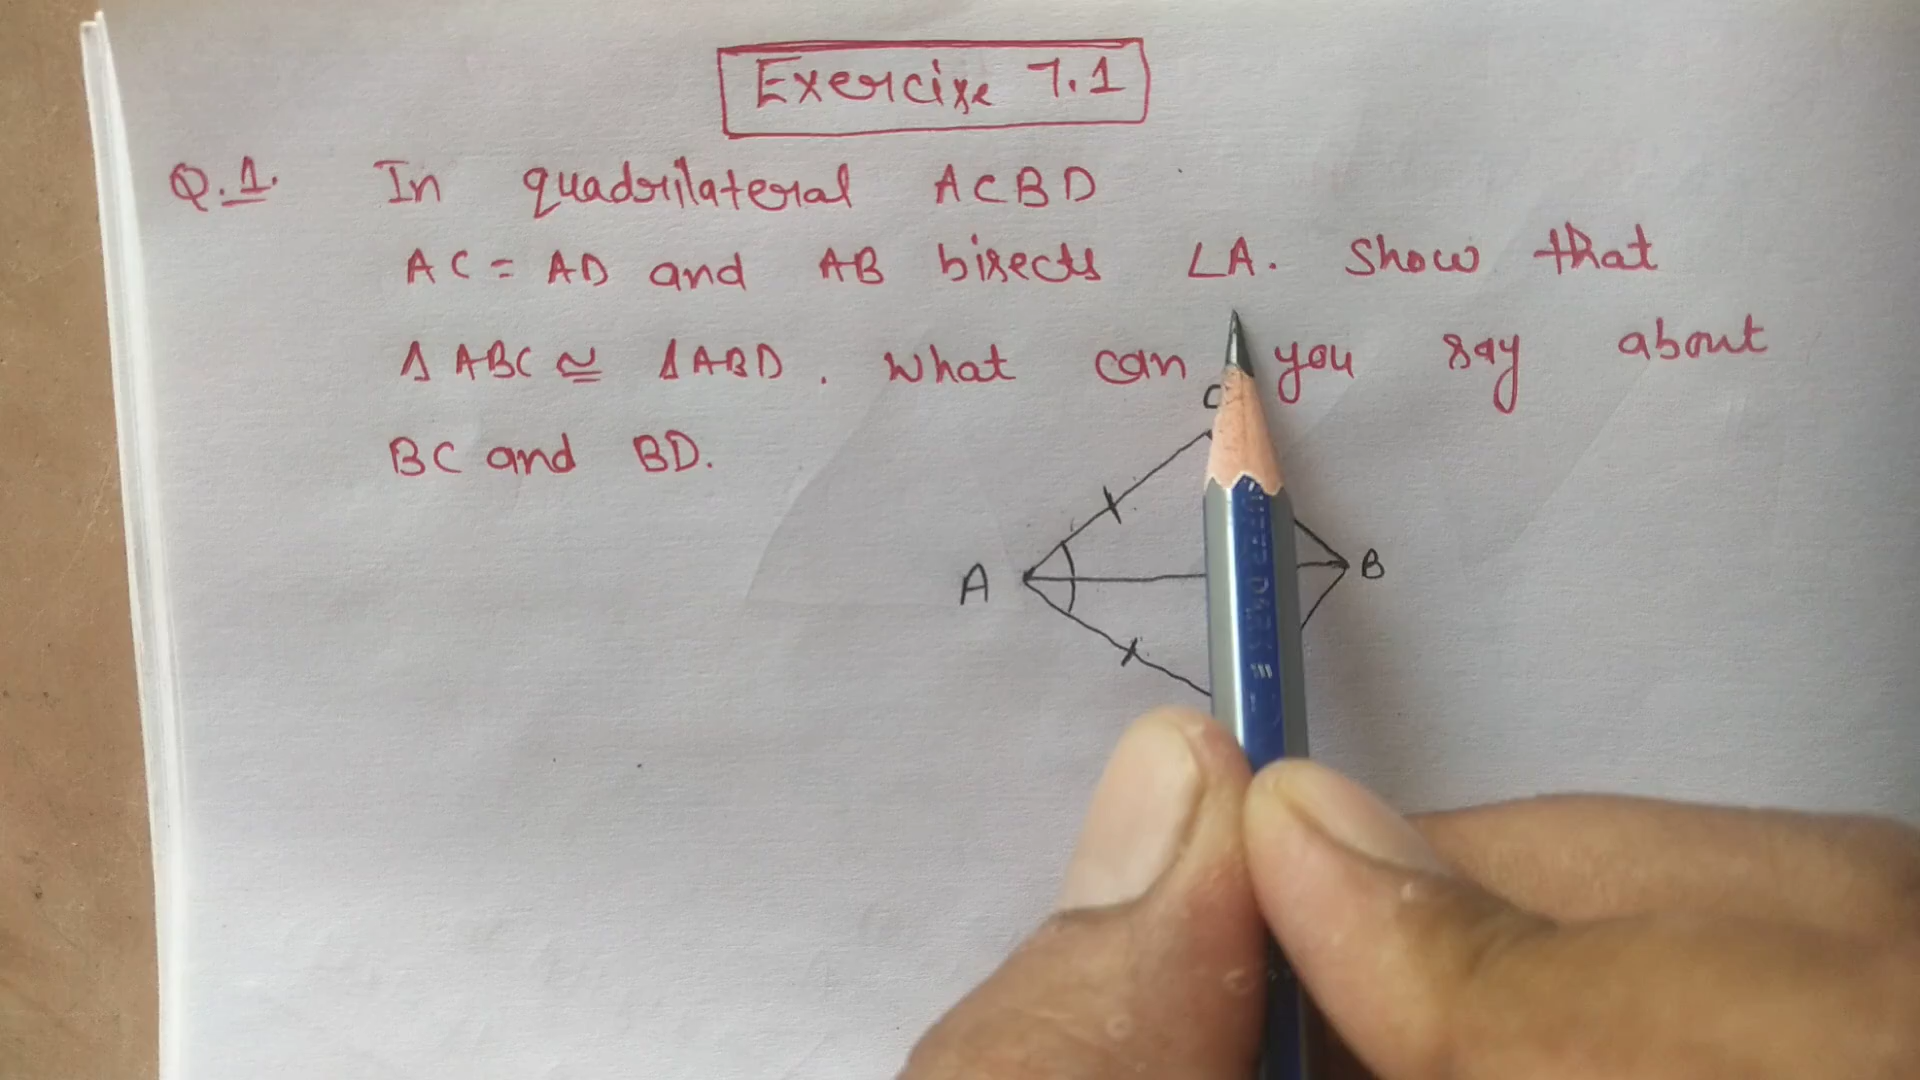 Exercise 7.1
Q.1. In quadrilateral ACBD
AC = AD and AB bisects ∠A. Show that
Δ ABC ≅ ΔABD. What can you say about
BC and BD.
C
A
B